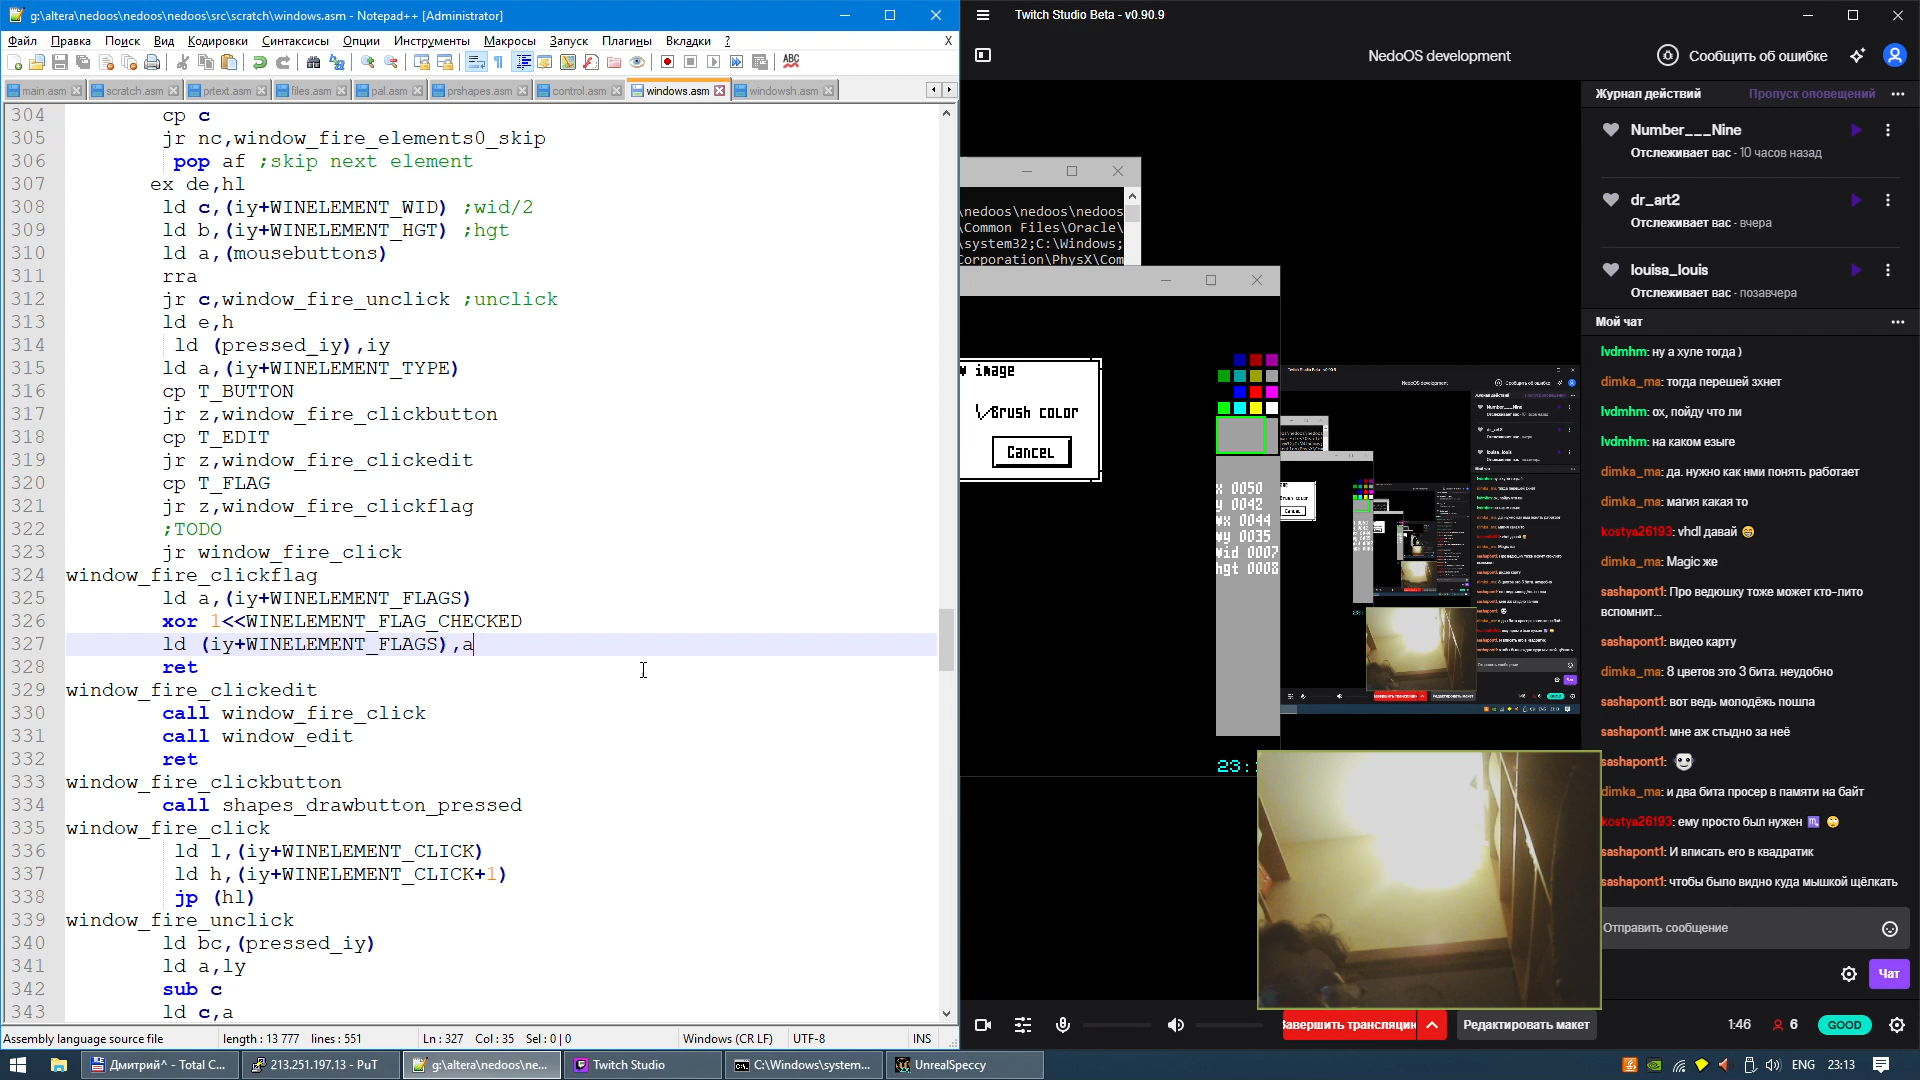 g:\altera\nedoos\nedoos\nedoos\src\scratch\windows.asm - Notepad++ [Administrator]
Файл Правка Поиск Вид Кодировки Синтаксисы Опции Инструменты Макросы Запуск Плагины Вкладки ? X
main.asm scratch.asm prtext.asm files.asm pal.asm prshapes.asm control.asm windows.asm windowsh.asm
304 cp c
305 jr nc,window_fire_elements0_skip
306 pop af ;skip next element
307 ex de,hl
308 ld c,(iy+WINELEMENT_WID) ;wid/2
309 ld b,(iy+WINELEMENT_HGT) ;hgt
310 ld a,(mousebuttons)
311 rra
312 jr c,window_fire_unclick ;unclick
313 ld e,h
314 ld (pressed_iy),iy
315 ld a,(iy+WINELEMENT_TYPE)
316 cp T_BUTTON
317 jr z,window_fire_clickbutton
318 cp T_EDIT
319 jr z,window_fire_clickedit
320 cp T_FLAG
321 jr z,window_fire_clickflag
322 ;TODO
323 jr window_fire_click
324 window_fire_clickflag
325 ld a,(iy+WINELEMENT_FLAGS)
326 xor 1<<WINELEMENT_FLAG_CHECKED
327 ld (iy+WINELEMENT_FLAGS),a
328 ret
329 window_fire_clickedit
330 call window_fire_click
331 call window_edit
332 ret
333 window_fire_clickbutton
334 call shapes_drawbutton_pressed
335 window_fire_click
336 ld l,(iy+WINELEMENT_CLICK)
337 ld h,(iy+WINELEMENT_CLICK+1)
338 jp (hl)
339 window_fire_unclick
340 ld bc,(pressed_iy)
341 ld a,ly
342 sub c
343 ld c,a
Assembly language source file length : 13 777 lines : 551 Ln : 327 Col : 35 Sel : 0 | 0 Windows (CR LF) UTF-8 INS
Twitch Studio Beta - v0.90.9
NedoOS development
Сообщить об ошибке
\nedoos\nedoos\nedoos
\Common Files\Oracle\
\system32;C:\Windows;
Corporation\PhysX\Com
image
Brush color
Cancel
x 0050
y 0042
wx 0044
wy 0035
wid 0007
hgt 0008
23:
Журнал действий Пропуск оповещений
Number___Nine
Отслеживает вас · 10 часов назад
dr_art2
Отслеживает вас · вчера
louisa_louis
Отслеживает вас · позавчера
Мой чат
lvdmhm: ну а хуле тогда )
dimka_ma: тогда перешей зхнет
lvdmhm: ох, пойду что ли
lvdmhm: на каком езыге
dimka_ma: да. нужно как нми понять работает
dimka_ma: магия какая то
kostya26193: vhdl давай
dimka_ma: Magic же
sashapont1: Про ведюшку тоже может кто-лито
вспомнит...
sashapont1: видео карту
dimka_ma: 8 цветов это 3 бита. неудобно
sashapont1: вот ведь молодёжь пошла
sashapont1: мне аж стыдно за неё
sashapont1:
dimka_ma: и два бита просер в памяти на байт
kostya26193: ему просто был нужен
sashapont1: И вписать его в квадратик
sashapont1: чтобы было видно куда мышкой щёлкать
Отправить сообщение
Чат
Завершить трансляцию
Редактировать макет
1:46 6 GOOD
Дмитрий^ - Total C...
213.251.197.13 - PuT
g:\altera\nedoos\ne...
Twitch Studio
C:\Windows\system...
UnrealSpeccy
ENG 23:13